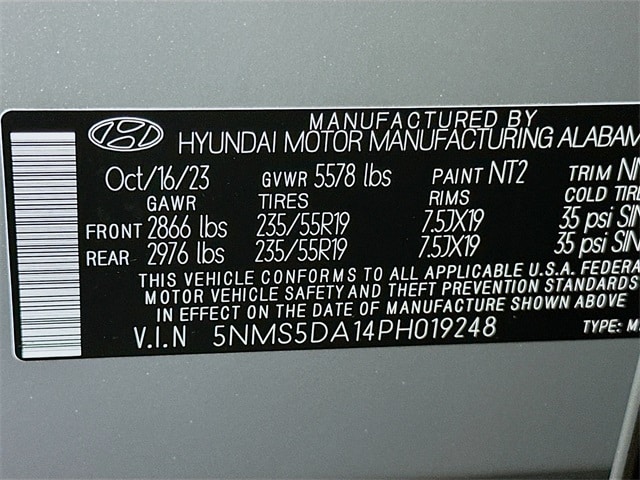 MANUFACTURED BY
HYUNDAI MOTOR MANUFACTURING ALABAM
Oct/16/23 GVWR 5578 lbs PAINT NT2 TRIM NN
GAWR TIRES RIMS COLD TIRE
FRONT 2866 lbs 235/55R19 7.5JX19 35 psi SIN
REAR 2976 lbs 235/55R19 7.5JX19 35 psi SIN
THIS VEHICLE CONFORMS TO ALL APPLICABLE U.S.A. FEDERA
MOTOR VEHICLE SAFETY AND THEFT PREVENTION STANDARDS
IN EFFECT ON THE DATE OF MANUFACTURE SHOWN ABOVE
V.I.N 5NMS5DA14PH019248 TYPE: M